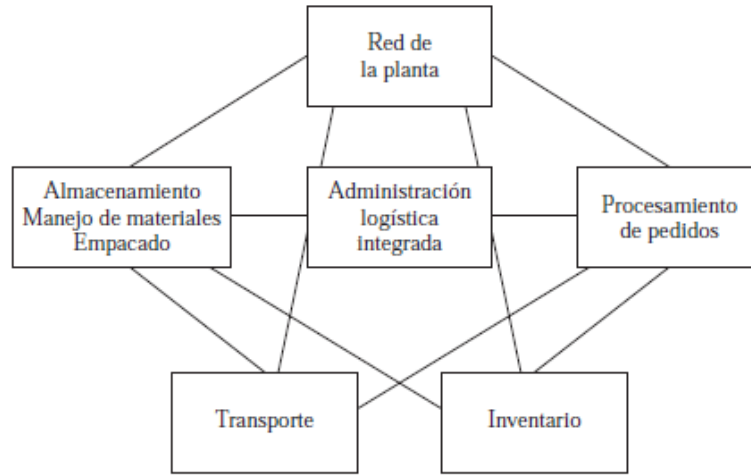 Red de
la planta
Almacenamiento
Manejo de materiales
Empacado
Administración
logística
integrada
Procesamiento
de pedidos
Transporte
Inventario